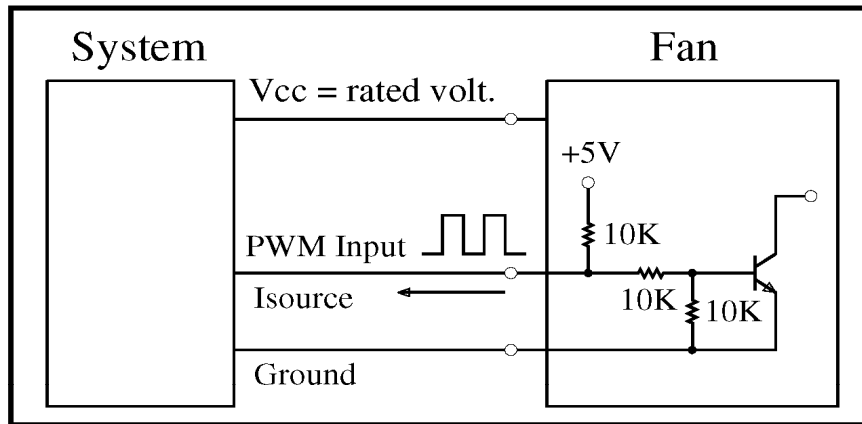 System
Fan
Vcc = rated volt.
+5V
10K
PWM Input
Isource
10K
10K
Ground